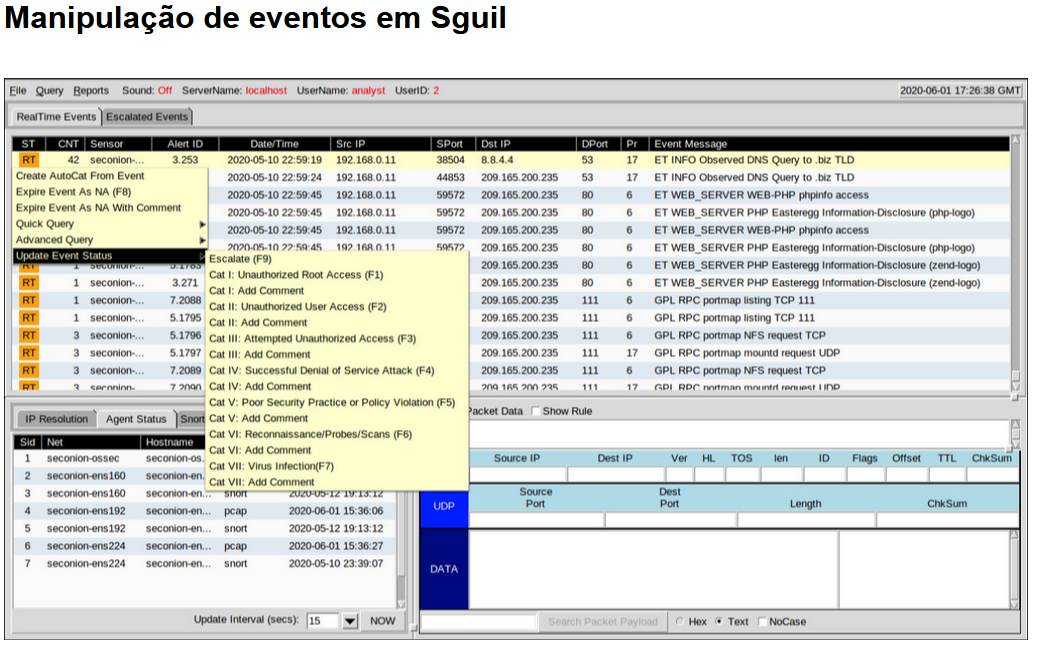 Manipulação de eventos em Sguil
File Query Reports Sound: Off ServerName: localhost UserName: analyst UserID: 2 2020-06-01 17:26:38 GMT
RealTime Events Escalated Events
ST CNT Sensor Alert ID Date/Time Src IP SPort Dst IP DPort Pr Event Message
RT 42 seconion-... 3.253 2020-05-10 22:59:19 192.168.0.11 38504 8.8.4.4 53 17 ET INFO Observed DNS Query to .biz TLD
Create AutoCat From Event 2020-05-10 22:59:24 192.168.0.11 44853 209.165.200.235 53 17 ET INFO Observed DNS Query to .biz TLD
Expire Event As NA (F8) 2020-05-10 22:59:45 192.168.0.11 59572 209.165.200.235 80 6 ET WEB_SERVER WEB-PHP phpinfo access
Expire Event As NA With Comment 2020-05-10 22:59:45 192.168.0.11 59572 209.165.200.235 80 6 ET WEB_SERVER PHP Easteregg Information-Disclosure (php-logo)
Quick Query 2020-05-10 22:59:45 192.168.0.11 59572 209.165.200.235 80 6 ET WEB_SERVER WEB-PHP phpinfo access
Advanced Query 2020-05-10 22:59:45 192.168.0.11 59572 209.165.200.235 80 6 ET WEB_SERVER PHP Easteregg Information-Disclosure (php-logo)
Update Event Status
Escalate (F9)
Cat I: Unauthorized Root Access (F1)
Cat I: Add Comment
Cat II: Unauthorized User Access (F2)
Cat II: Add Comment
Cat III: Attempted Unauthorized Access (F3)
Cat III: Add Comment
Cat IV: Successful Denial of Service Attack (F4)
Cat IV: Add Comment
Cat V: Poor Security Practice or Policy Violation (F5)
Cat V: Add Comment
Cat VI: Reconnaissance/Probes/Scans (F6)
Cat VI: Add Comment
Cat VII: Virus Infection(F7)
Cat VII: Add Comment
RT 1 seconion-... 5.1783 209.165.200.235 80 6 ET WEB_SERVER PHP Easteregg Information-Disclosure (zend-logo)
RT 1 seconion-... 3.271 209.165.200.235 80 6 ET WEB_SERVER PHP Easteregg Information-Disclosure (zend-logo)
RT 1 seconion-... 7.2088 209.165.200.235 111 6 GPL RPC portmap listing TCP 111
RT 1 seconion-... 5.1795 209.165.200.235 111 6 GPL RPC portmap listing TCP 111
RT 3 seconion-... 5.1796 209.165.200.235 111 6 GPL RPC portmap NFS request TCP
RT 3 seconion-... 5.1797 209.165.200.235 111 17 GPL RPC portmap mountd request UDP
RT 3 seconion-... 7.2089 209.165.200.235 111 6 GPL RPC portmap NFS request TCP
RT 3 seconion-... 7.2090 209.165.200.235 111 17 GPL RPC portmap mountd request UDP
IP Resolution Agent Status Snort
Sid Net Hostname
1 seconion-ossec seconion-os.
2 seconion-ens160 seconion-en.
3 seconion-ens160 seconion-en... snort 2020-05-12 19:13:12
4 seconion-ens192 seconion-en... pcap 2020-06-01 15:36:06
5 seconion-ens192 seconion-en... snort 2020-05-12 19:13:12
6 seconion-ens224 seconion-en... pcap 2020-06-01 15:36:27
7 seconion-ens224 seconion-en... snort 2020-05-10 23:39:07
Update Interval (secs): 15 NOW
Packet Data Show Rule
Source IP Dest IP Ver HL TOS len ID Flags Offset TTL ChkSum
UDP
Source Port Dest Port Length ChkSum
DATA
Search Packet Payload Hex Text NoCase